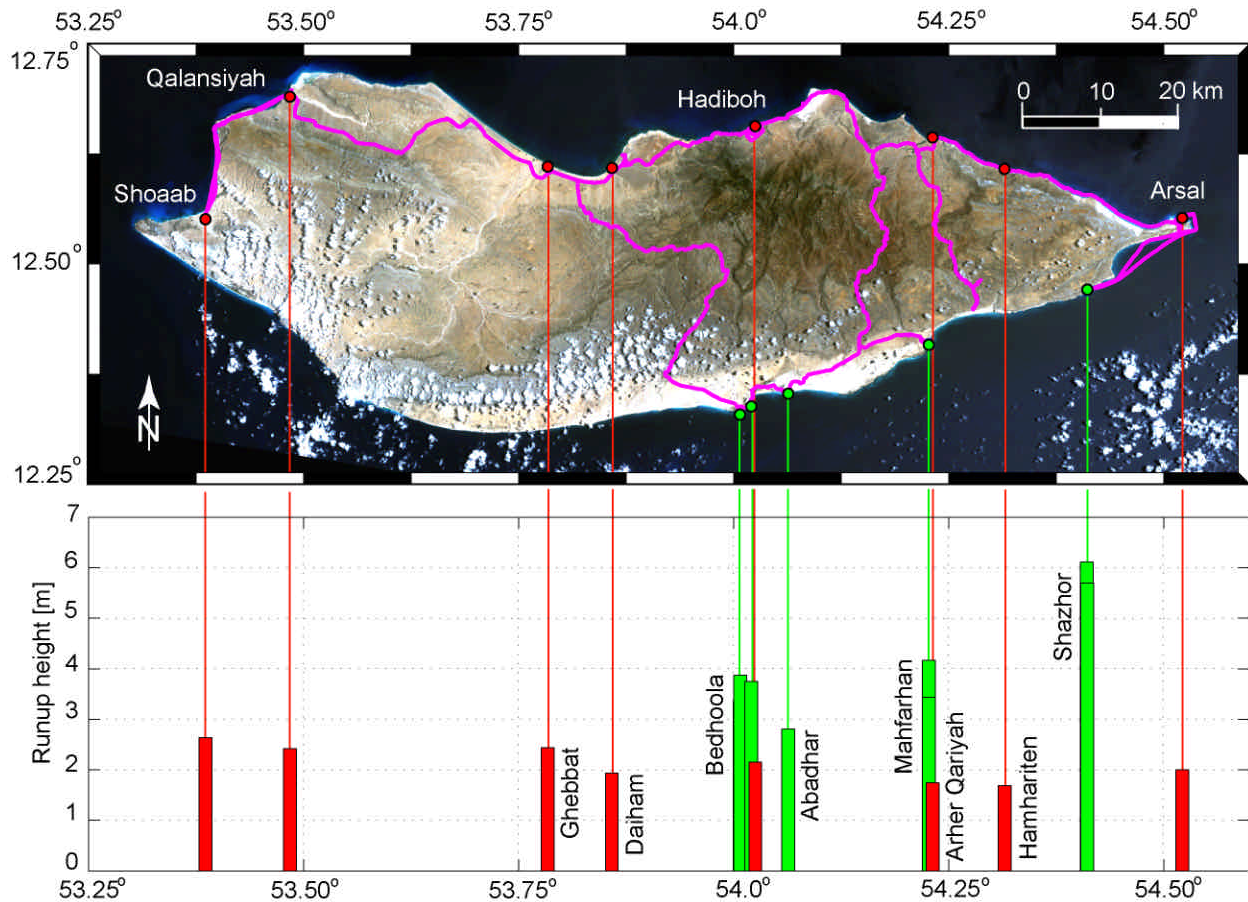 53.25° 53.50° 53.75° 54.0° 54.25° 54.50°
12.75°
Qalansiyah
Hadiboh
0 10 20 km
Shoaab
Arsal
12.50°
N
12.25°
7
6
5
4
3
2
1
0
Runup height [m]
Ghebbat
Daiham
Bedhoola
Abadhar
Mahfarhan
Arher Qariyah
Hamhariten
Shazhor
53.25° 53.50° 53.75° 54.0° 54.25° 54.50°